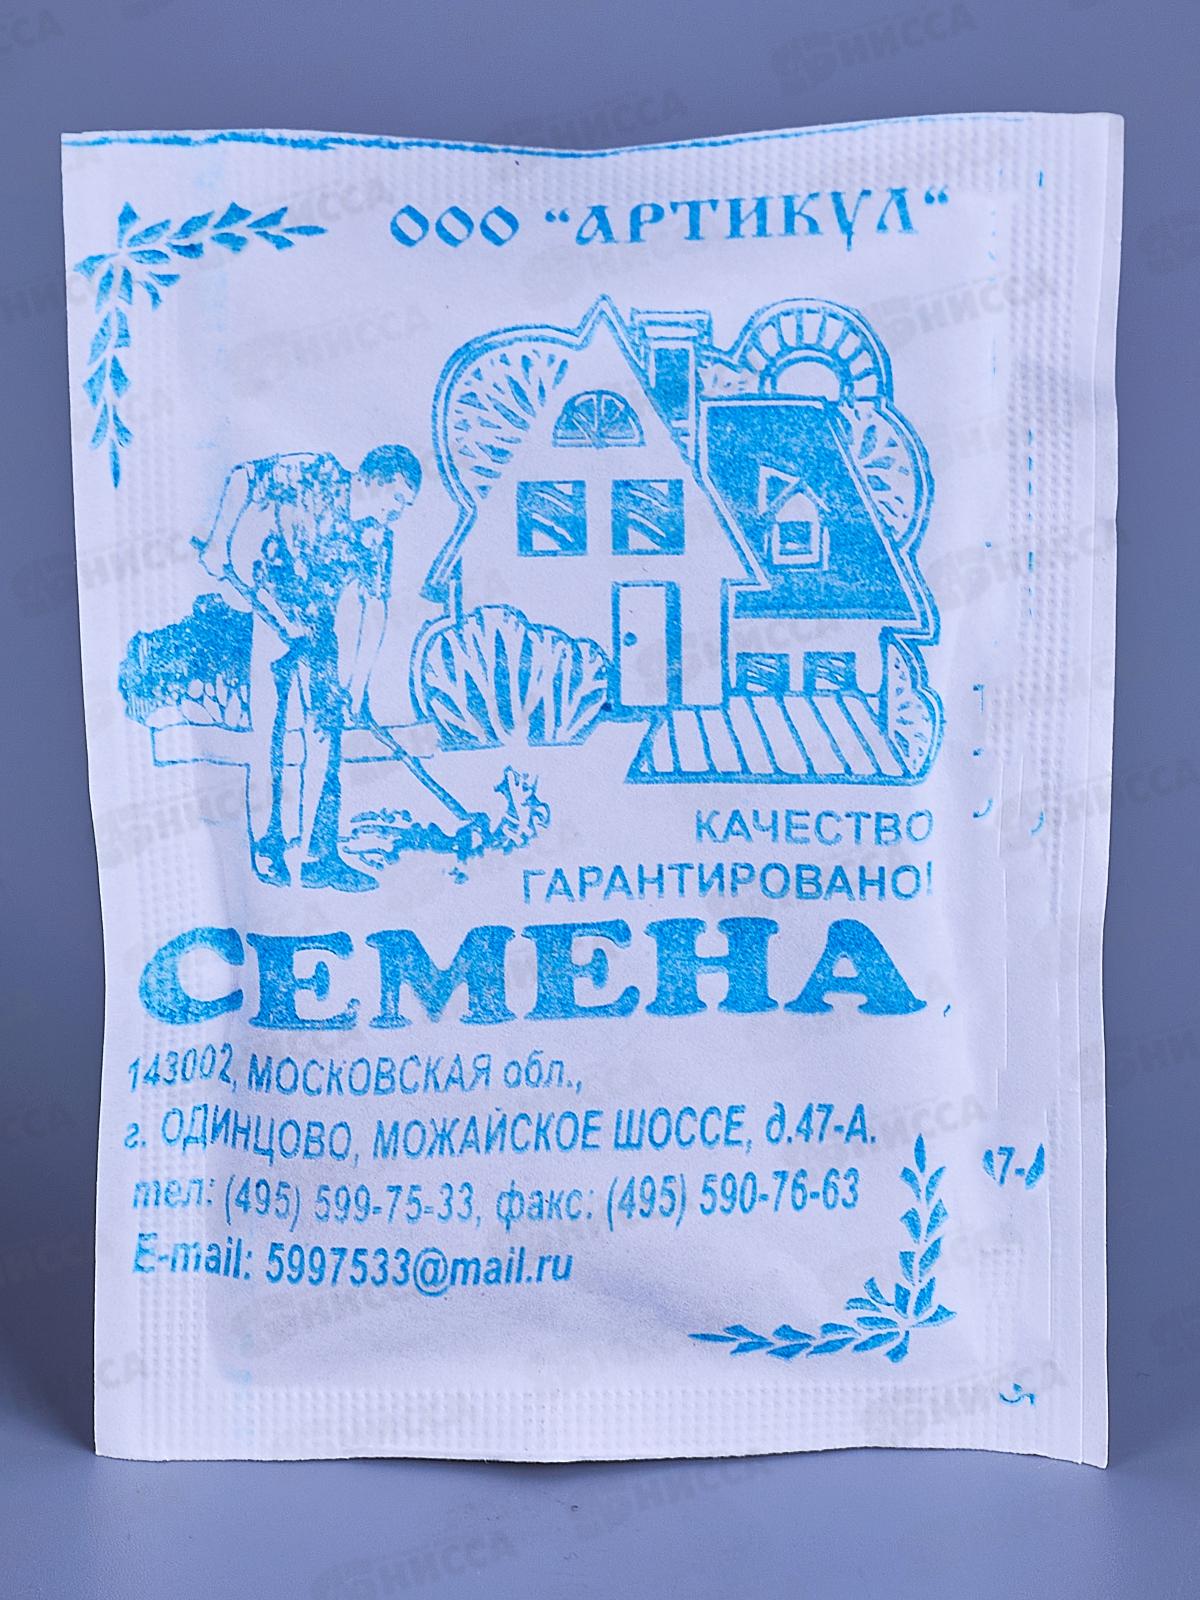 ООО “АРТИКУЛ“
КАЧЕСТВО
ГАРАНТИРОВАНО!
СЕМЕНА
143002, МОСКОВСКАЯ обл.,
г. ОДИНЦОВО, МОЖАЙСКОЕ ШОССЕ, д.47-А.
тел: (495) 599-75-33, факс: (495) 590-76-63
E-mail: 5997533@mail.ru